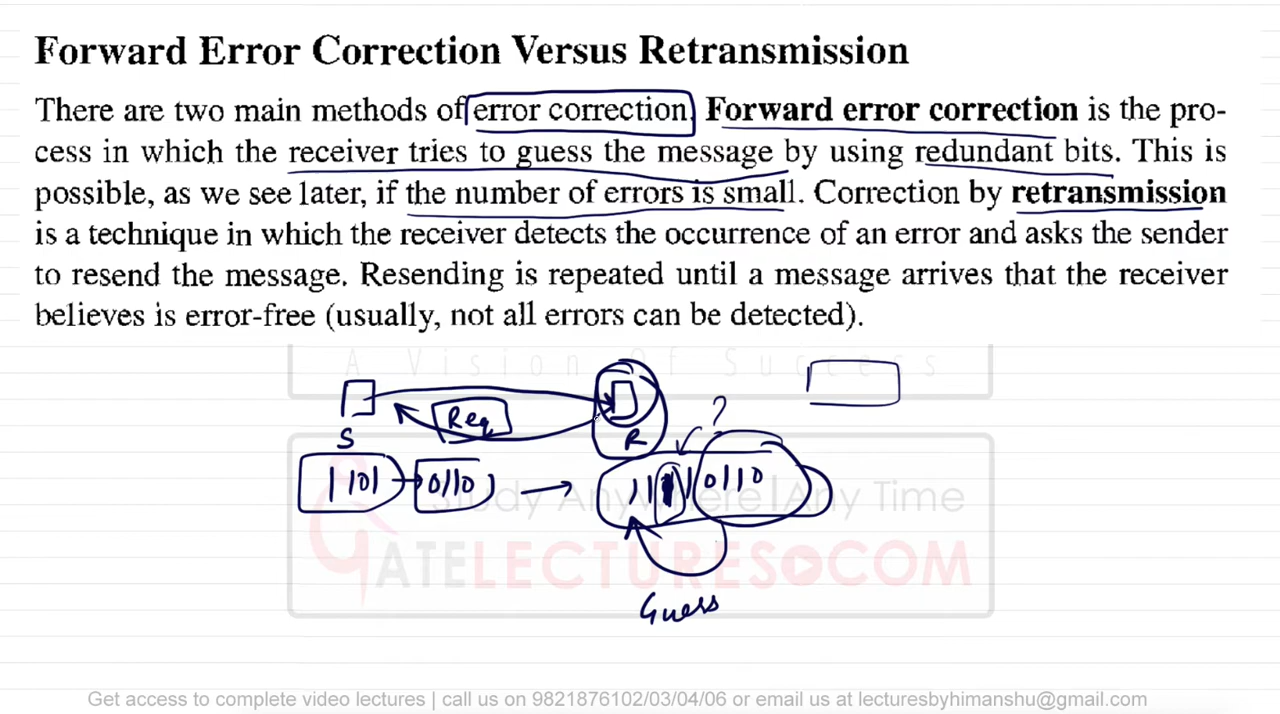 Forward Error Correction Versus Retransmission
There are two main methods of error correction. Forward error correction is the pro-
cess in which the receiver tries to guess the message by using redundant bits. This is
possible, as we see later, if the number of errors is small. Correction by retransmission
is a technique in which the receiver detects the occurrence of an error and asks the sender
to resend the message. Resending is repeated until a message arrives that the receiver
believes is error-free (usually, not all errors can be detected).
A Vision Of Success
Req
?
S
R
1101 0110
1111 0110
Study Anywhere|Any Time
GATELECTURES.COM
Guess
Get access to complete video lectures | call us on 9821876102/03/04/06 or email us at lecturesbyhimanshu@gmail.com